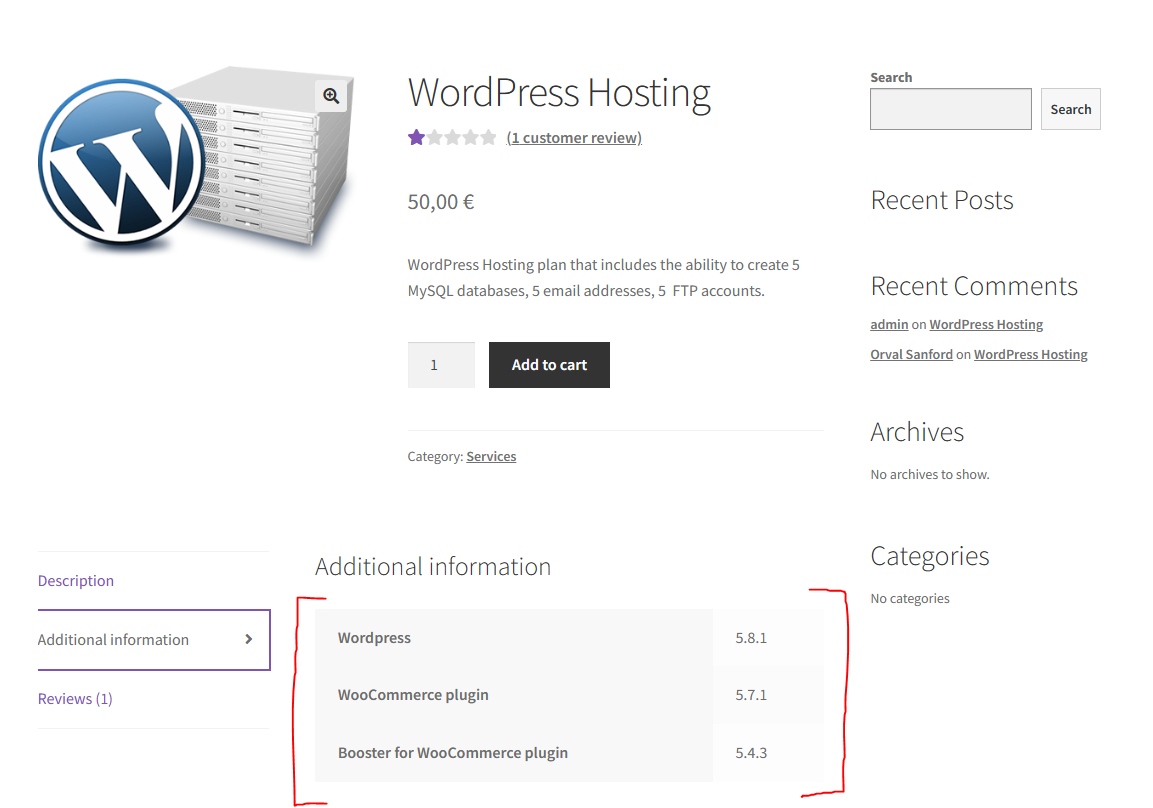 WordPress Hosting
(1 customer review)
50,00 €
WordPress Hosting plan that includes the ability to create 5
MySQL databases, 5 email addresses, 5 FTP accounts.
1
Add to cart
Category: Services
Search
Search
Recent Posts
Recent Comments
admin on WordPress Hosting
Orval Sanford on WordPress Hosting
Archives
No archives to show.
Categories
No categories
Description
Additional information
Reviews (1)
Additional information
Wordpress 5.8.1
WooCommerce plugin 5.7.1
Booster for WooCommerce plugin 5.4.3